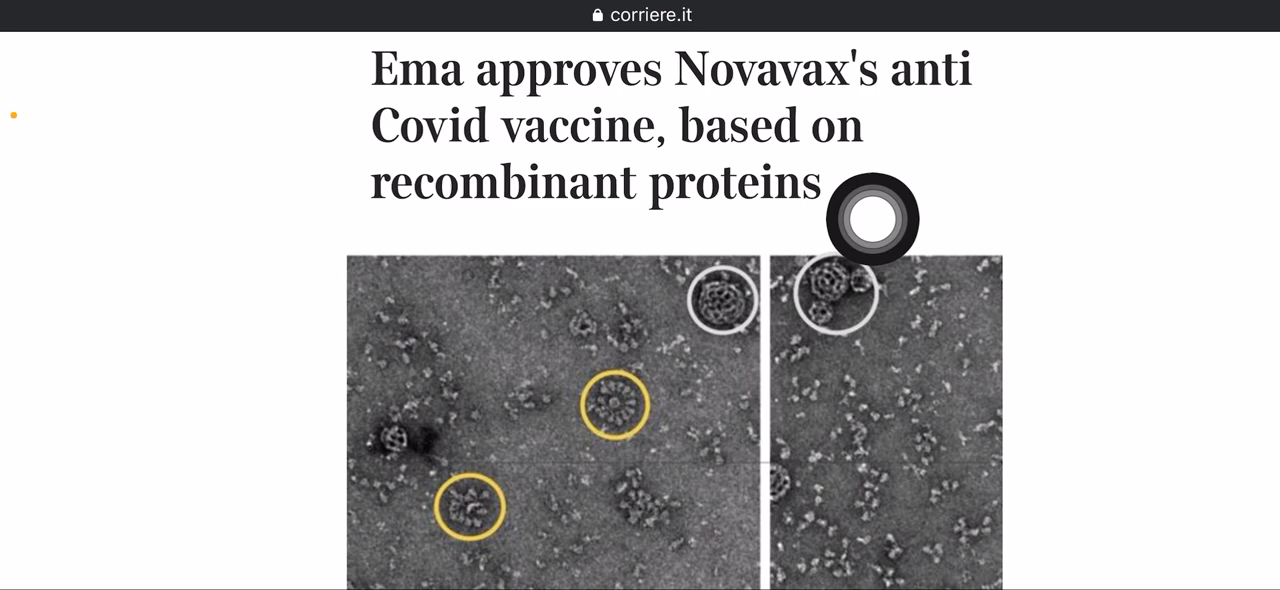 corriere.it
Ema approves Novavax's anti
Covid vaccine, based on
recombinant proteins